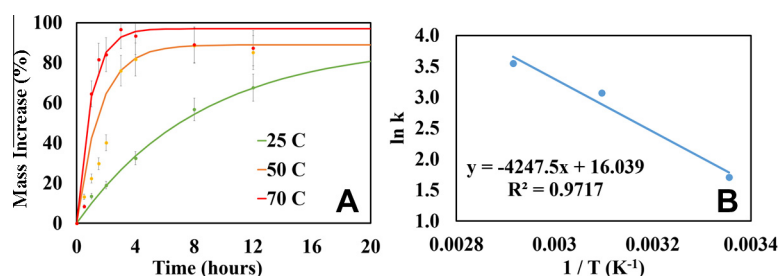 100
80
60
40
20
0
Mass Increase (%)
0 4 8 12 16 20
Time (hours)
25 C
50 C
70 C
A
4.0
3.5
3.0
2.5
2.0
1.5
1.0
ln k
y = -4247.5x + 16.039
R² = 0.9717
B
0.0028 0.003 0.0032 0.0034
1 / T (K⁻¹)